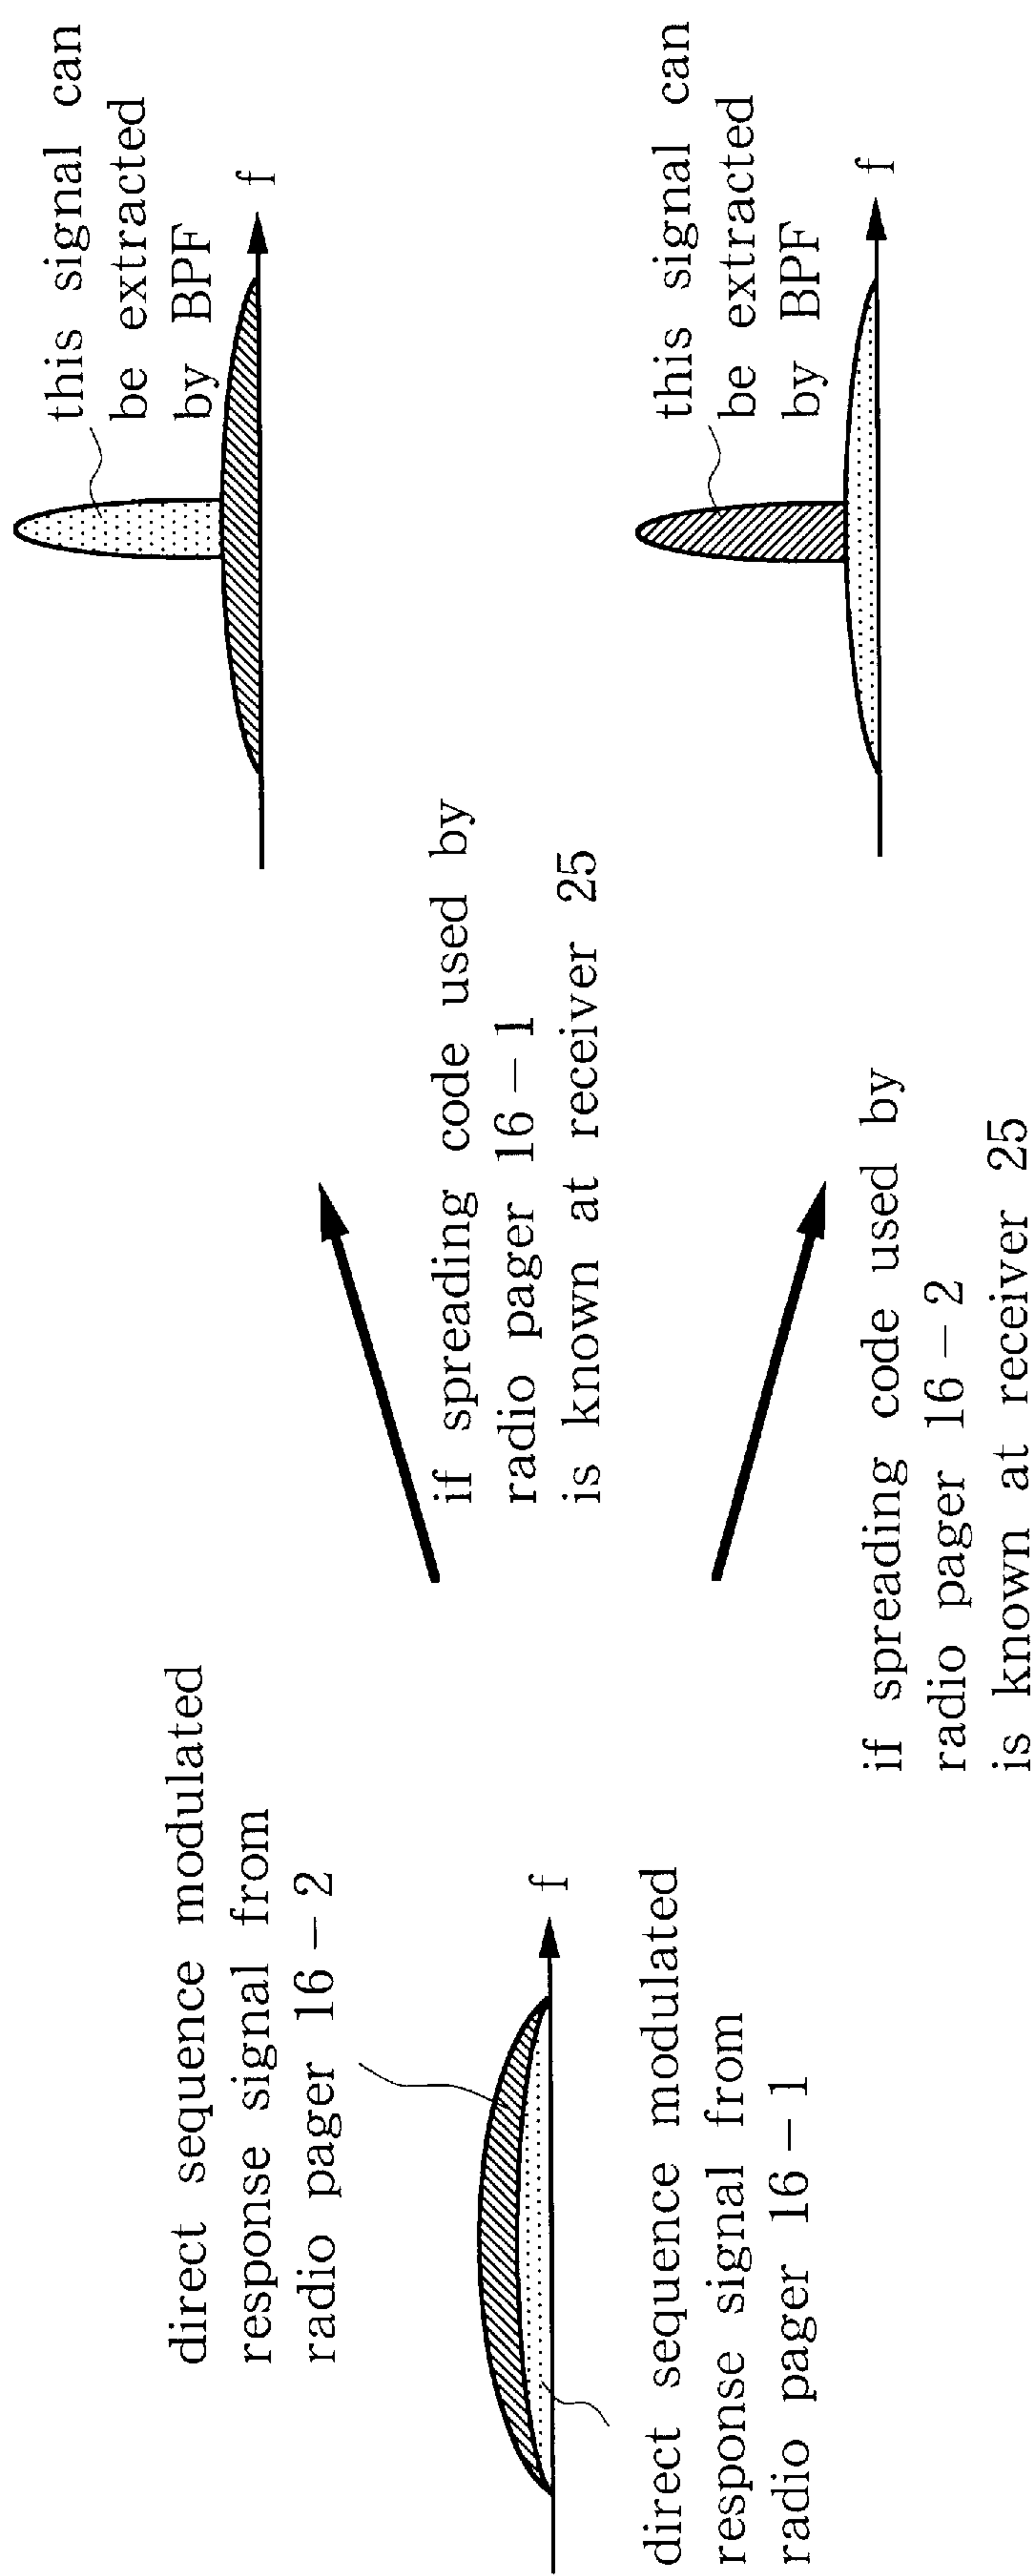 direct sequence modulated
response signal from
radio pager 16-2
f
direct sequence modulated
response signal from
radio pager 16-1
if spreading code used by
radio pager 16-1
is known at receiver 25
if spreading code used by
radio pager 16-2
is known at receiver 25
this signal can
be extracted
by BPF
f
this signal can
be extracted
by BPF
f